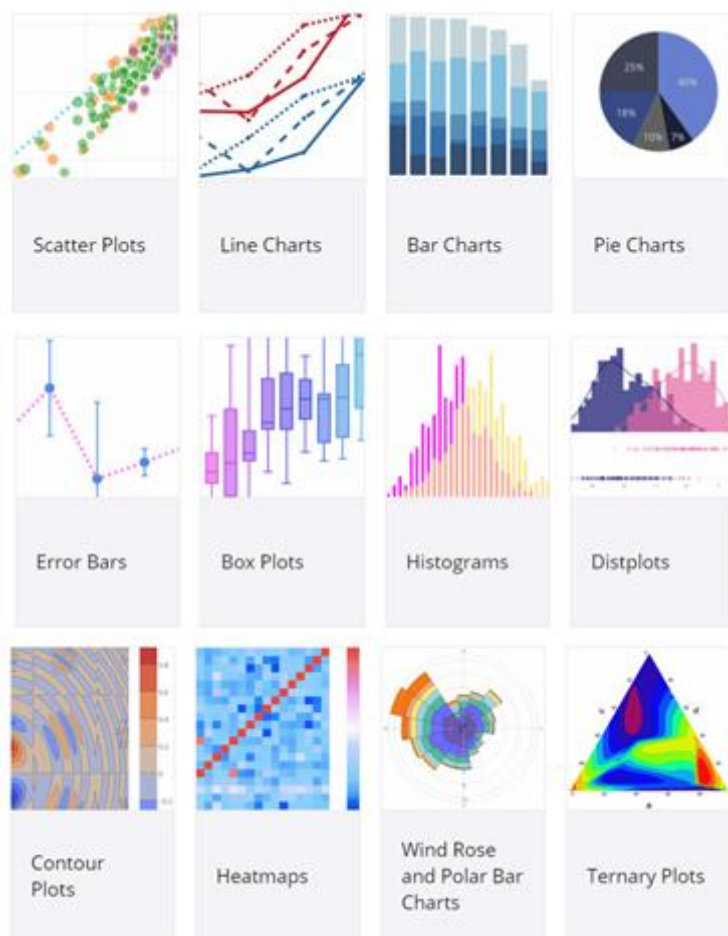 25%
18%
10%
7%
Scatter Plots
Line Charts
Bar Charts
Pie Charts
Error Bars
Box Plots
Histograms
Distplots
Contour
Plots
Heatmaps
Wind Rose
and Polar Bar
Charts
Ternary Plots